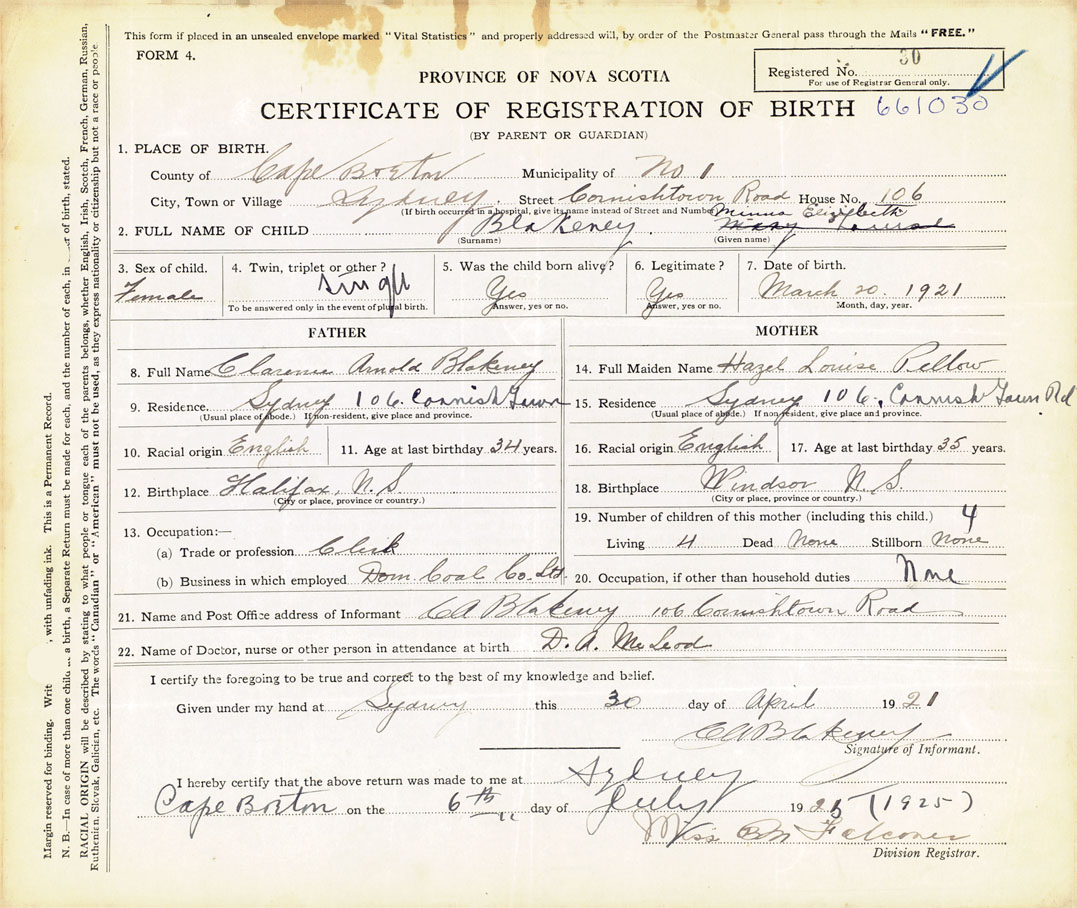 This form if placed in an unsealed envelope marked "Vital Statistics" and properly addressed will, by order of the Postmaster General pass through the Mails "FREE."
FORM 4.
Registered No. 30
For use of Registrar General only.
PROVINCE OF NOVA SCOTIA
CERTIFICATE OF REGISTRATION OF BIRTH 661030
(BY PARENT OR GUARDIAN)
1. PLACE OF BIRTH.
County of Cape Breton Municipality of No 1
City, Town or Village Sydney Street Cornishtown Road House No. 106
(If birth occurred in a hospital, give its name instead of Street and Number)
Minna Elizabeth
2. FULL NAME OF CHILD Blakeney Mary Louise
(Surname) (Given name)
3. Sex of child. Female
4. Twin, triplet or other? single
To be answered only in the event of plural birth.
5. Was the child born alive? Yes
Answer, yes or no.
6. Legitimate? Yes
Answer, yes or no.
7. Date of birth. March 20. 1921
Month, day, year.
FATHER
8. Full Name Clarence Arnold Blakeney
9. Residence. Sydney 106. Cornish Town
(Usual place of abode.) If non-resident, give place and province.
10. Racial origin English 11. Age at last birthday 34 years.
12. Birthplace Halifax, N.S.
(City or place, province or country.)
13. Occupation:—
(a) Trade or profession Clerk
(b) Business in which employed Dom. Coal Co. Ltd.
MOTHER
14. Full Maiden Name Hazel Louise Pellow
15. Residence Sydney 106, Cornish Town Rd
(Usual place of abode.) If non-resident, give place and province.
16. Racial origin English 17. Age at last birthday 35 years.
18. Birthplace Windsor N.S.
(City or place, province or country.)
19. Number of children of this mother (including this child.) 4
Living 4 Dead None Stillborn None
20. Occupation, if other than household duties None
21. Name and Post Office address of Informant CA Blakeney 106 Cornishtown Road
22. Name of Doctor, nurse or other person in attendance at birth D. A. McLeod
I certify the foregoing to be true and correct to the best of my knowledge and belief.
Given under my hand at Sydney this 30 day of April 1921
CA Blakeney
Signature of Informant.
I hereby certify that the above return was made to me at Sydney
Cape Breton on the 6th day of July 1925 (1925)
Miss Falconer
Division Registrar.
Margin reserved for binding. Writ , with unfading ink. This is a Permanent Record.
N. B.—In case of more than one child a birth, a Separate Return must be made for each, and the number of each, in of birth, stated.
RACIAL ORIGIN will be described by stating to what people or tongue each of the parents belongs, whether English, Irish, Scotch, French, German, Russian,
Ruthenien, Slovak, Galician, etc. The words "Canadian" or "American" must not be used, as they express nationality or citizenship but not a race or people.